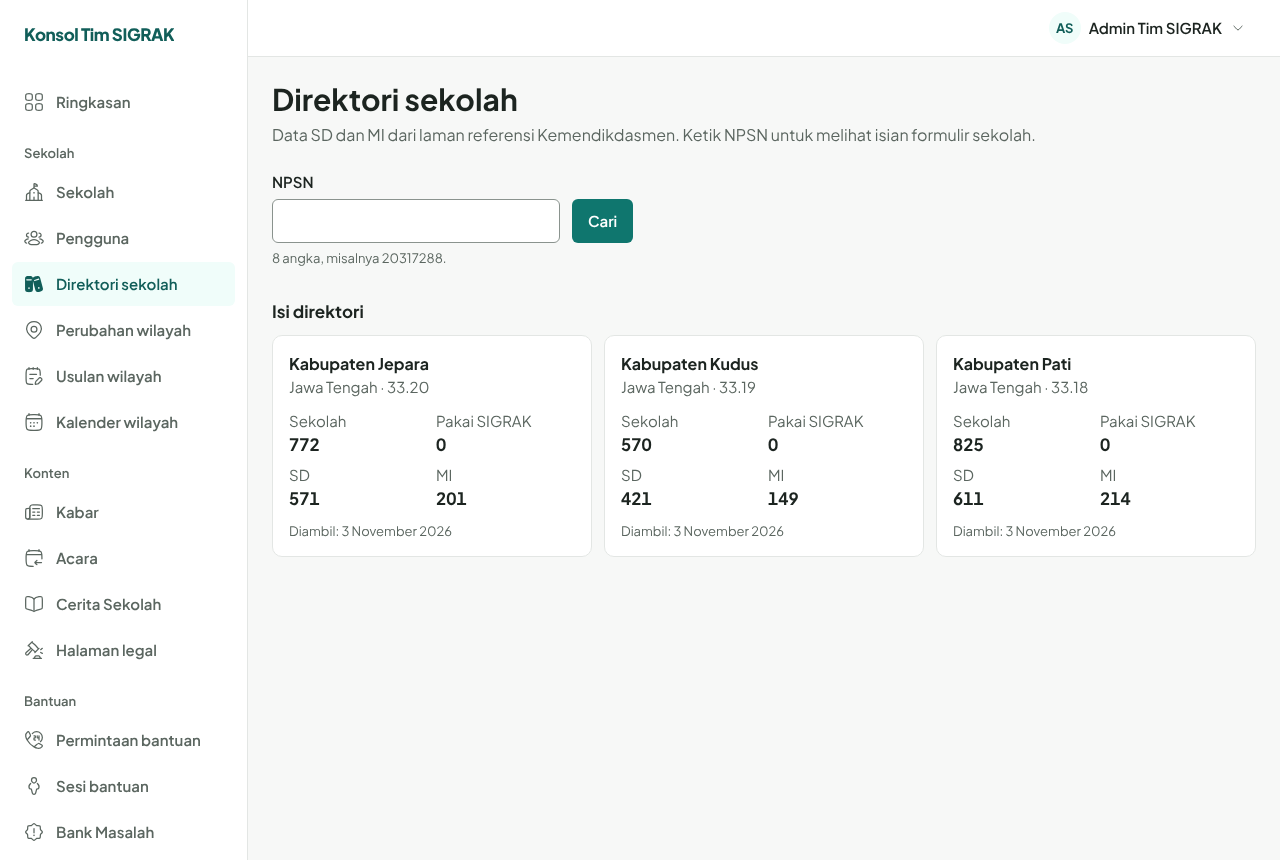 Konsol Tim SIGRAK
AS Admin Tim SIGRAK
Ringkasan
Sekolah
Sekolah
Pengguna
Direktori sekolah
Perubahan wilayah
Usulan wilayah
Kalender wilayah
Konten
Kabar
Acara
Cerita Sekolah
Halaman legal
Bantuan
Permintaan bantuan
Sesi bantuan
Bank Masalah
Direktori sekolah
Data SD dan MI dari laman referensi Kemendikdasmen. Ketik NPSN untuk melihat isian formulir sekolah.
NPSN
Cari
8 angka, misalnya 20317288.
Isi direktori
Kabupaten Jepara
Jawa Tengah · 33.20
Sekolah Pakai SIGRAK
772 0
SD MI
571 201
Diambil: 3 November 2026
Kabupaten Kudus
Jawa Tengah · 33.19
Sekolah Pakai SIGRAK
570 0
SD MI
421 149
Diambil: 3 November 2026
Kabupaten Pati
Jawa Tengah · 33.18
Sekolah Pakai SIGRAK
825 0
SD MI
611 214
Diambil: 3 November 2026